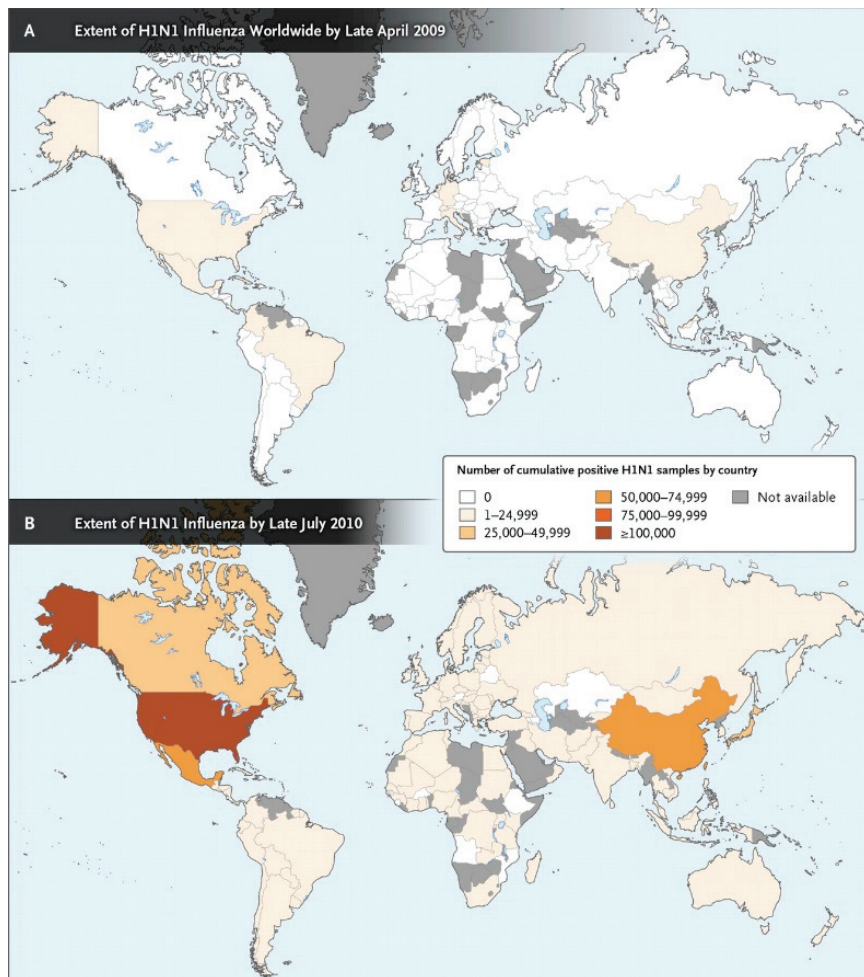 A Extent of H1N1 Influenza Worldwide by Late April 2009
Number of cumulative positive H1N1 samples by country
0
1–24,999
25,000–49,999
50,000–74,999
75,000–99,999
≥100,000
Not available
B Extent of H1N1 Influenza by Late July 2010